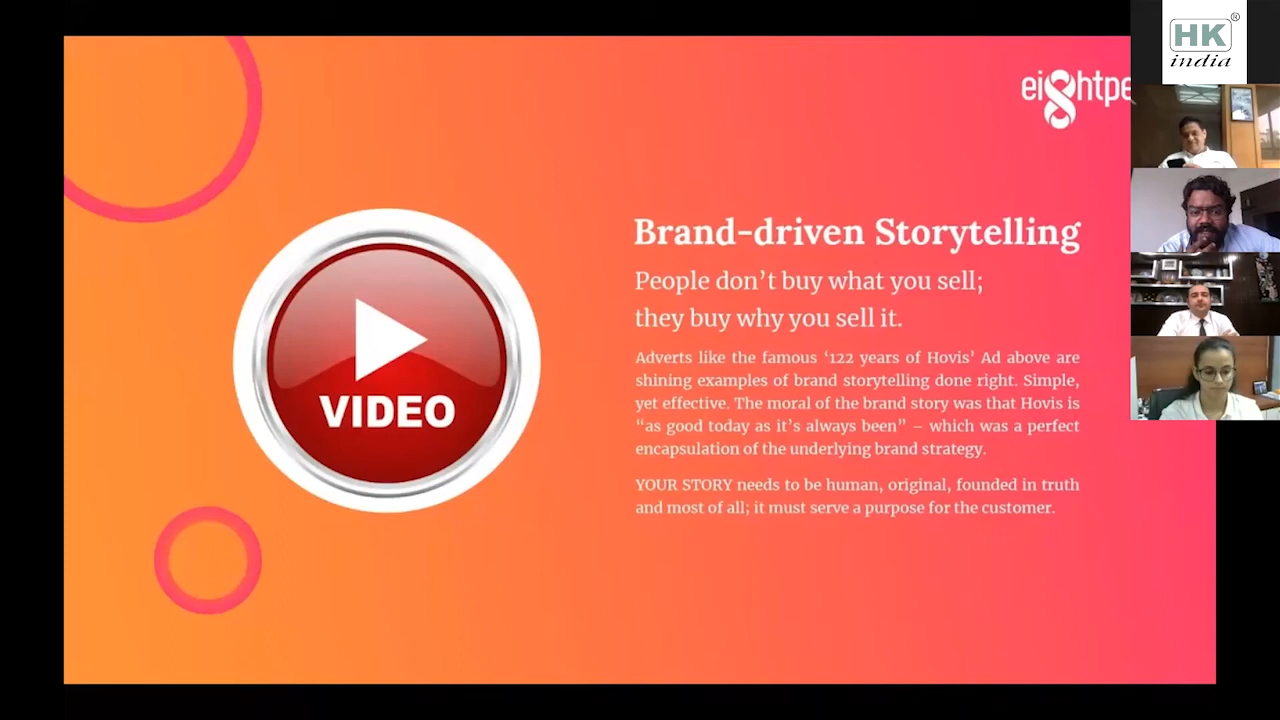 HK®
india
ei8htpe
Brand-driven Storytelling
People don’t buy what you sell;
they buy why you sell it.
Adverts like the famous ‘122 years of Hovis’ Ad above are
shining examples of brand storytelling done right. Simple,
yet effective. The moral of the brand story was that Hovis is
“as good today as it’s always been” – which was a perfect
encapsulation of the underlying brand strategy.
YOUR STORY needs to be human, original, founded in truth
and most of all; it must serve a purpose for the customer.
VIDEO